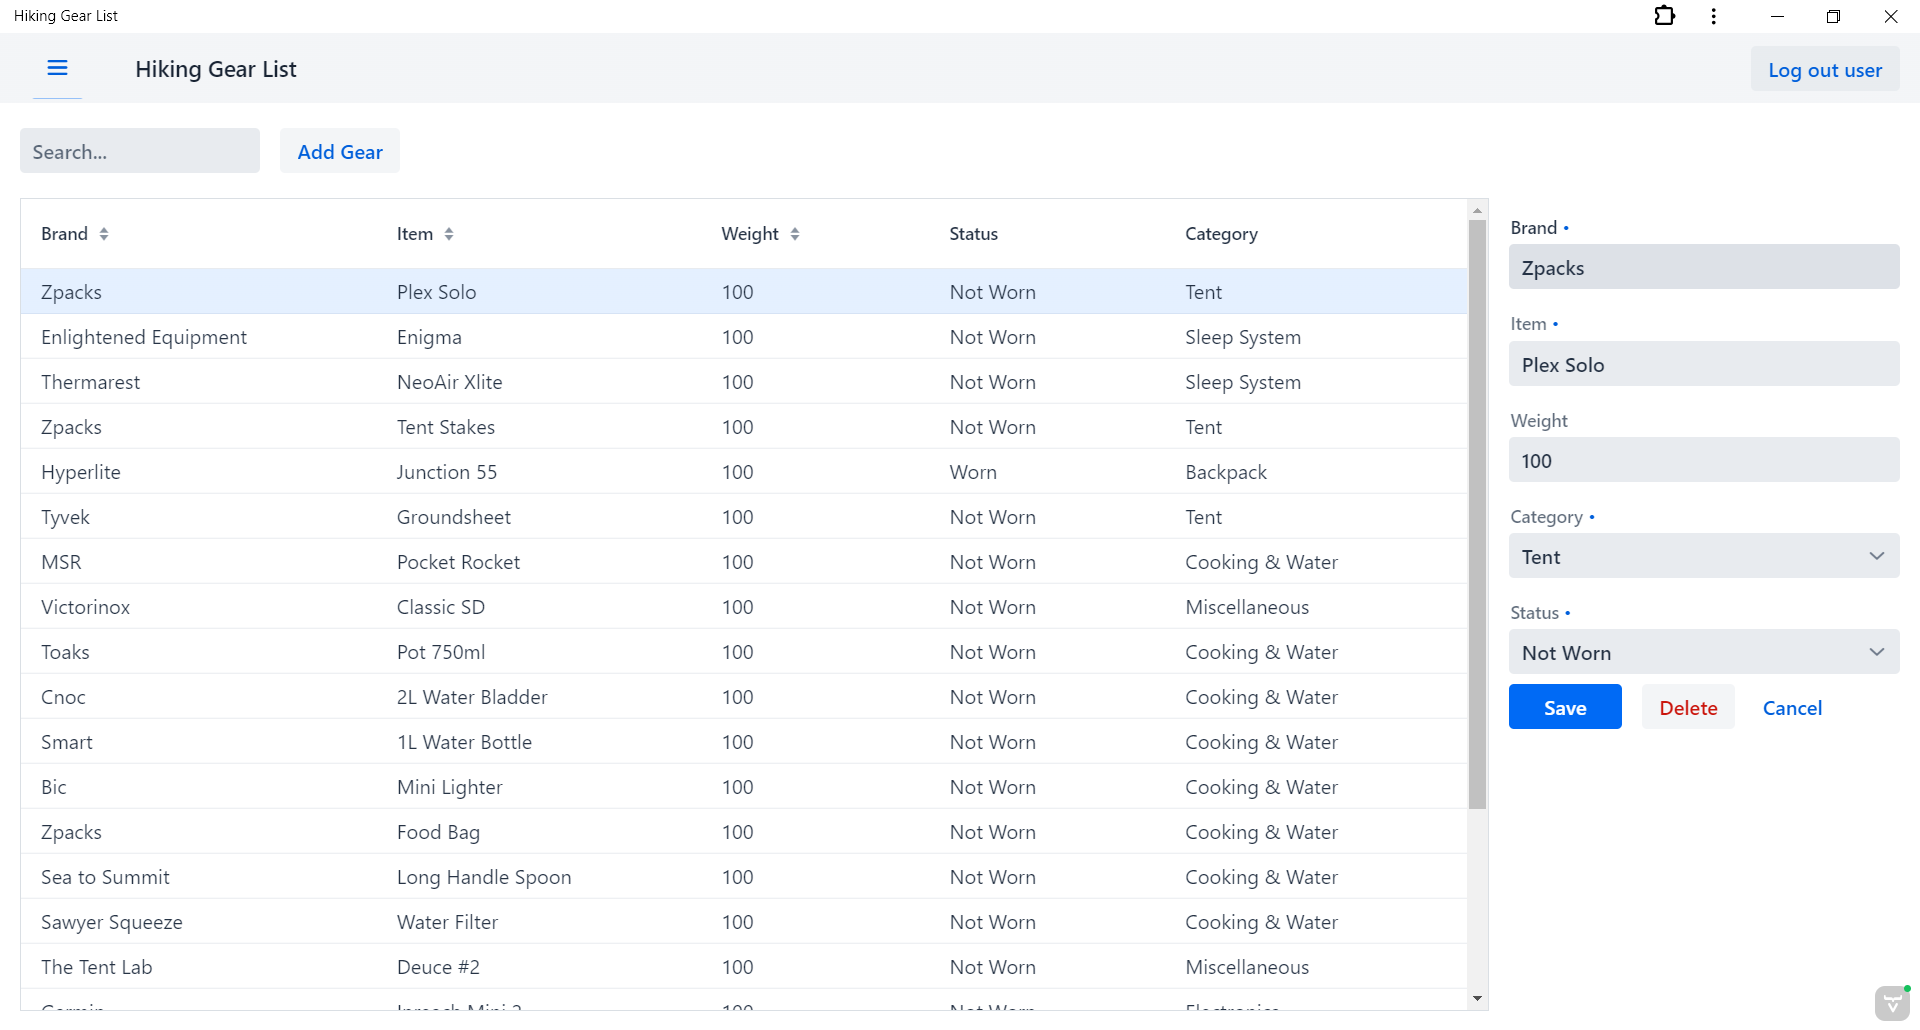 Hiking Gear List
Hiking Gear List
Log out user
Search...
Add Gear
Brand Item Weight Status Category
Zpacks Plex Solo 100 Not Worn Tent
Enlightened Equipment Enigma 100 Not Worn Sleep System
Thermarest NeoAir Xlite 100 Not Worn Sleep System
Zpacks Tent Stakes 100 Not Worn Tent
Hyperlite Junction 55 100 Worn Backpack
Tyvek Groundsheet 100 Not Worn Tent
MSR Pocket Rocket 100 Not Worn Cooking & Water
Victorinox Classic SD 100 Not Worn Miscellaneous
Toaks Pot 750ml 100 Not Worn Cooking & Water
Cnoc 2L Water Bladder 100 Not Worn Cooking & Water
Smart 1L Water Bottle 100 Not Worn Cooking & Water
Bic Mini Lighter 100 Not Worn Cooking & Water
Zpacks Food Bag 100 Not Worn Cooking & Water
Sea to Summit Long Handle Spoon 100 Not Worn Cooking & Water
Sawyer Squeeze Water Filter 100 Not Worn Cooking & Water
The Tent Lab Deuce #2 100 Not Worn Miscellaneous
Garmin Inreach Mini 2 100 Not Worn Electronics
Brand •
Zpacks
Item •
Plex Solo
Weight
100
Category •
Tent
Status •
Not Worn
Save Delete Cancel